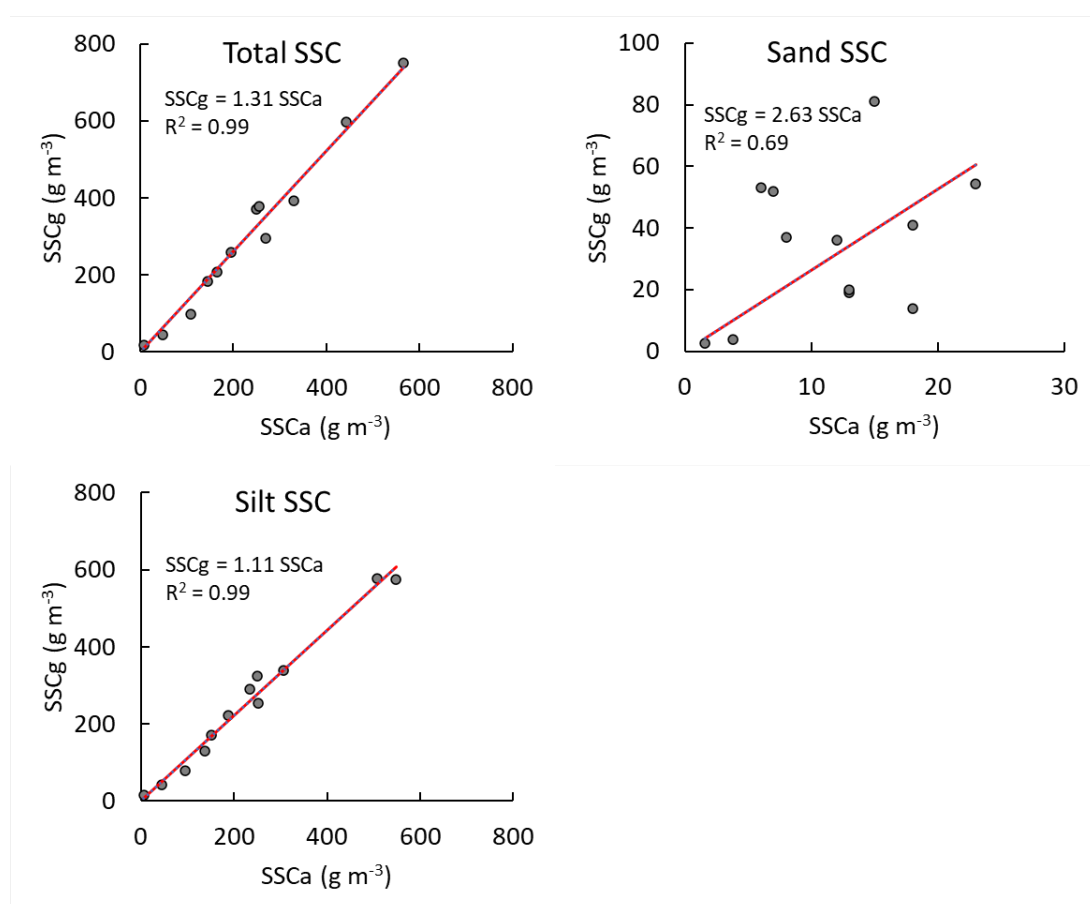 Total SSC
SSCg = 1.31 SSCa
R² = 0.99
800
600
400
200
0
0 200 400 600 800
SSCg (g m⁻³)
SSCa (g m⁻³)
Sand SSC
SSCg = 2.63 SSCa
R² = 0.69
100
80
60
40
20
0
0 10 20 30
SSCg (g m⁻³)
SSCa (g m⁻³)
Silt SSC
SSCg = 1.11 SSCa
R² = 0.99
800
600
400
200
0
0 200 400 600 800
SSCg (g m⁻³)
SSCa (g m⁻³)